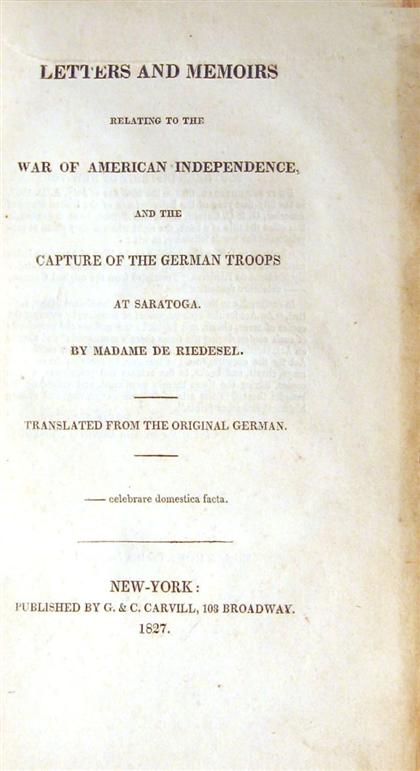 LETTERS AND MEMOIRS
RELATING TO THE
WAR OF AMERICAN INDEPENDENCE,
AND THE
CAPTURE OF THE GERMAN TROOPS
AT SARATOGA.
BY MADAME DE RIEDESEL.
TRANSLATED FROM THE ORIGINAL GERMAN.
—— celebrare domestica facta.
NEW-YORK:
PUBLISHED BY G. & C. CARVILL, 108 BROADWAY.
1827.